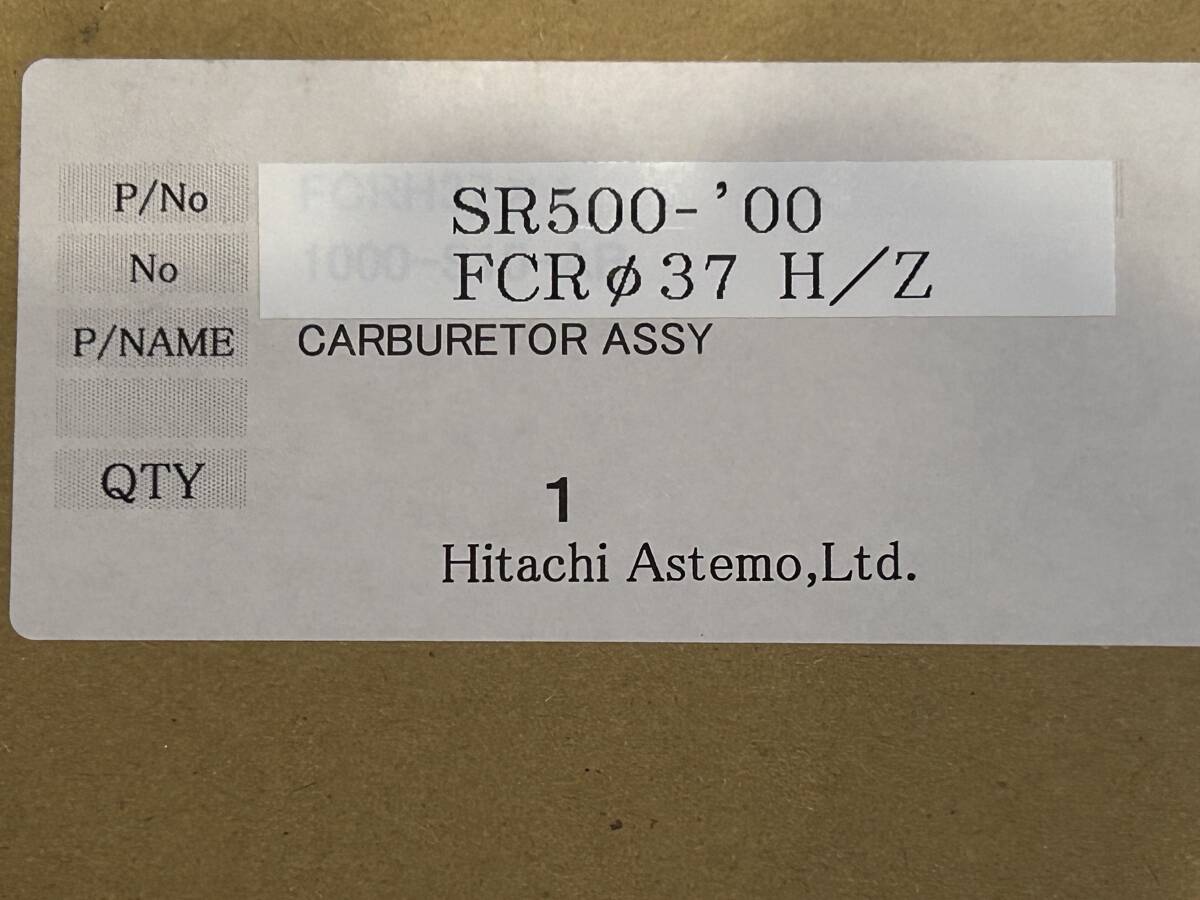 P/No SR500-'00
No FCRφ37 H/Z
P/NAME CARBURETOR ASSY
QTY 1
Hitachi Astemo,Ltd.